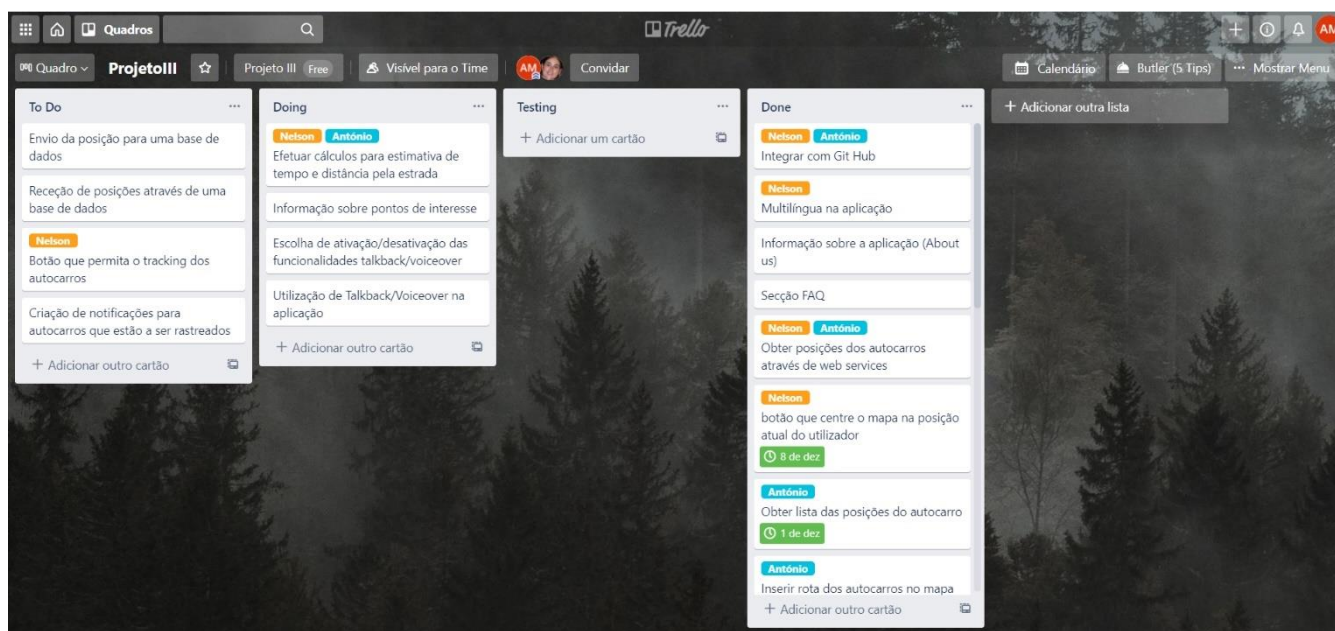 Quadros
Trello
AM
Quadro
ProjetoIII
Projeto III Free
Visível para o Time
AM
Convidar
Calendário
Butler (5 Tips)
Mostrar Menu
To Do
Envio da posição para uma base de
dados
Receção de posições através de uma
base de dados
Nelson
Botão que permita o tracking dos
autocarros
Criação de notificações para
autocarros que estão a ser rastreados
+ Adicionar outro cartão
Doing
Nelson António
Efetuar cálculos para estimativa de
tempo e distância pela estrada
Informação sobre pontos de interesse
Escolha de ativação/desativação das
funcionalidades talkback/voiceover
Utilização de Talkback/Voiceover na
aplicação
+ Adicionar outro cartão
Testing
+ Adicionar um cartão
Done
Nelson António
Integrar com Git Hub
Nelson
Multilíngua na aplicação
Informação sobre a aplicação (About
us)
Secção FAQ
Nelson António
Obter posições dos autocarros
através de web services
Nelson
botão que centre o mapa na posição
atual do utilizador
8 de dez
António
Obter lista das posições do autocarro
1 de dez
António
Inserir rota dos autocarros no mapa
+ Adicionar outro cartão
+ Adicionar outra lista